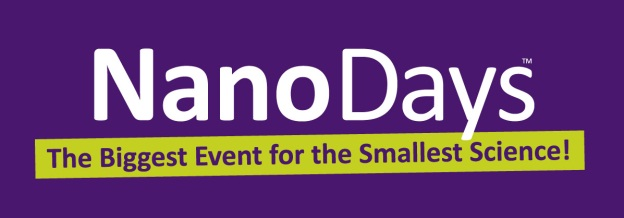 NanoDays™
The Biggest Event for the Smallest Science!